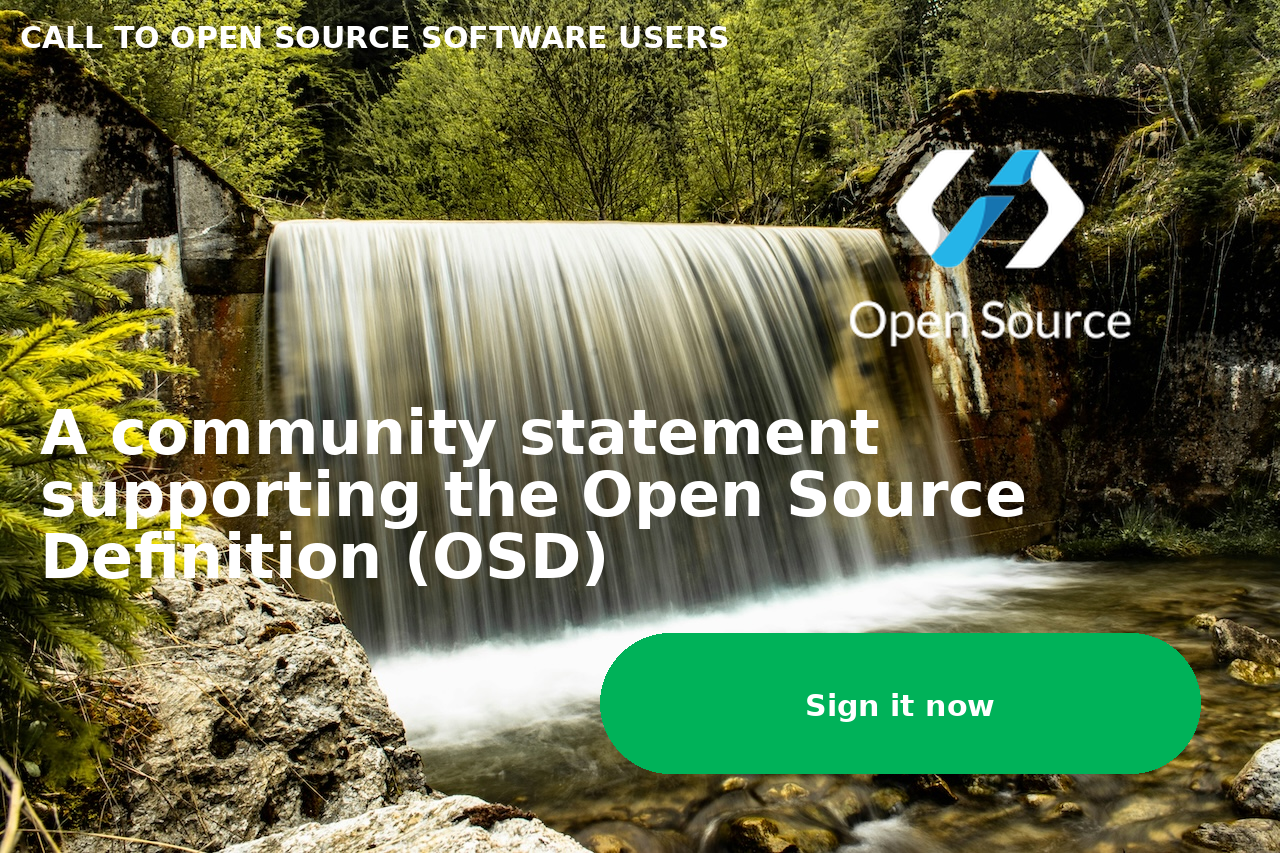 CALL TO OPEN SOURCE SOFTWARE USERS
Open Source
A community statement
supporting the Open Source
Definition (OSD)
Sign it now